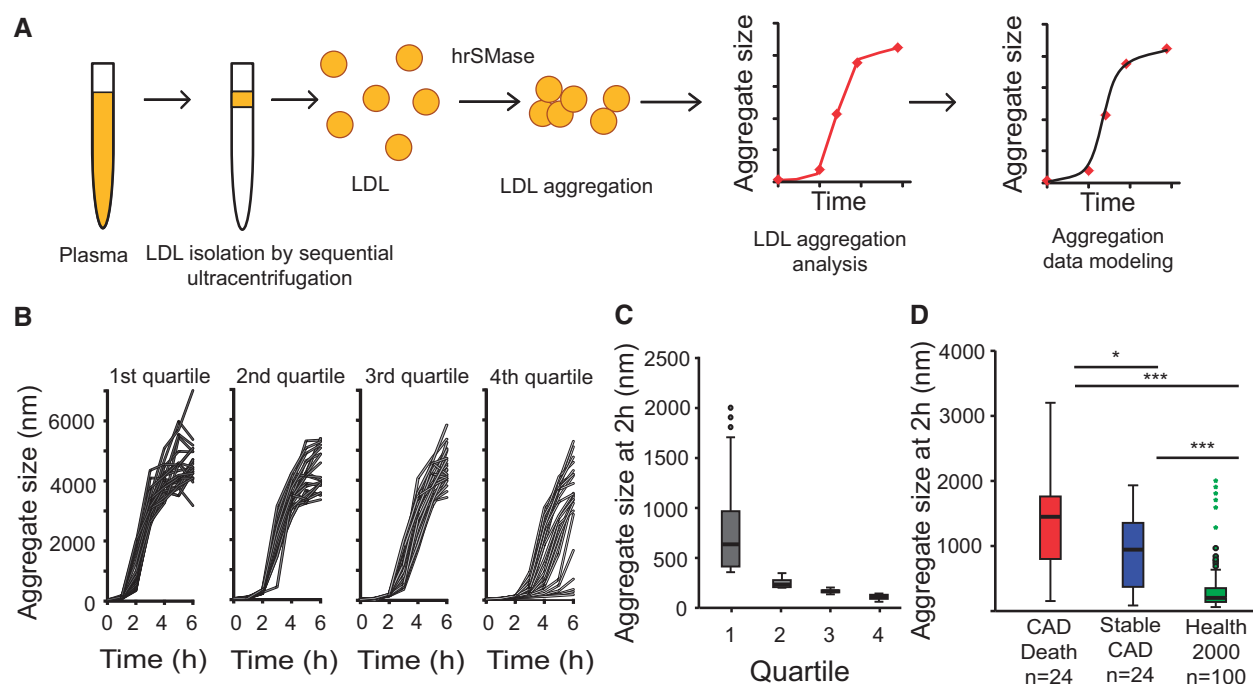 A
Plasma
LDL isolation by sequential
ultracentrifugation
LDL
hrSMase
LDL aggregation
Aggregate size
Time
LDL aggregation
analysis
Aggregate size
Time
Aggregation
data modeling
B
Aggregate size (nm)
6000
4000
2000
0
1st quartile
0 2 4 6
Time (h)
2nd quartile
0 2 4 6
Time (h)
3rd quartile
0 2 4 6
Time (h)
4th quartile
0 2 4 6
Time (h)
C
Aggregate size at 2h (nm)
2500
2000
1500
1000
500
0
1 2 3 4
Quartile
D
Aggregate size at 2h (nm)
4000
3000
2000
1000
*
***
***
CAD
Death
n=24
Stable
CAD
n=24
Health
2000
n=100